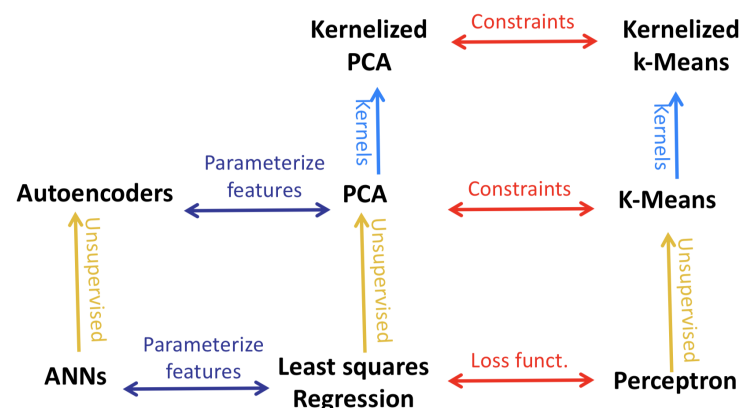 Kernelized
PCA
Constraints
Kernelized
k-Means
Kernels
Kernels
Parameterize
features
Autoencoders
PCA
Constraints
K-Means
Unsupervised
Unsupervised
Unsupervised
Parameterize
features
ANNs
Least squares
Regression
Loss funct.
Perceptron